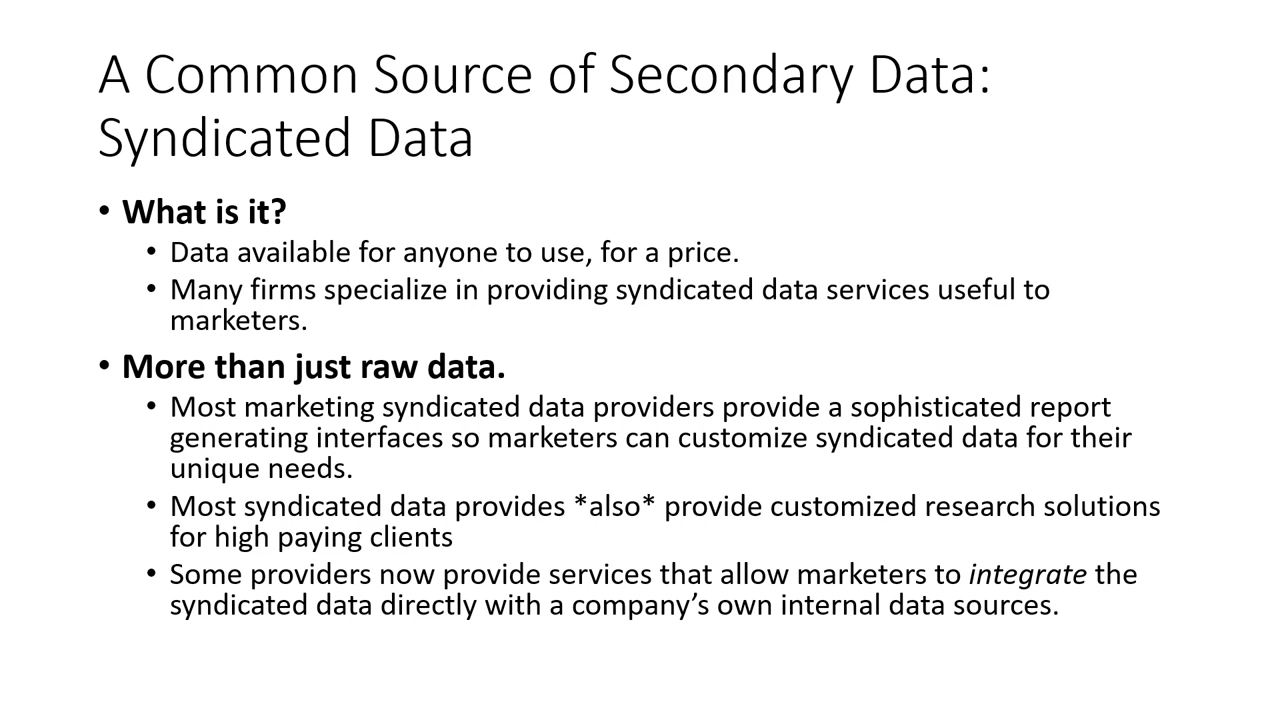 A Common Source of Secondary Data:
Syndicated Data
• What is it?
• Data available for anyone to use, for a price.
• Many firms specialize in providing syndicated data services useful to
marketers.
• More than just raw data.
• Most marketing syndicated data providers provide a sophisticated report
generating interfaces so marketers can customize syndicated data for their
unique needs.
• Most syndicated data provides *also* provide customized research solutions
for high paying clients
• Some providers now provide services that allow marketers to integrate the
syndicated data directly with a company’s own internal data sources.